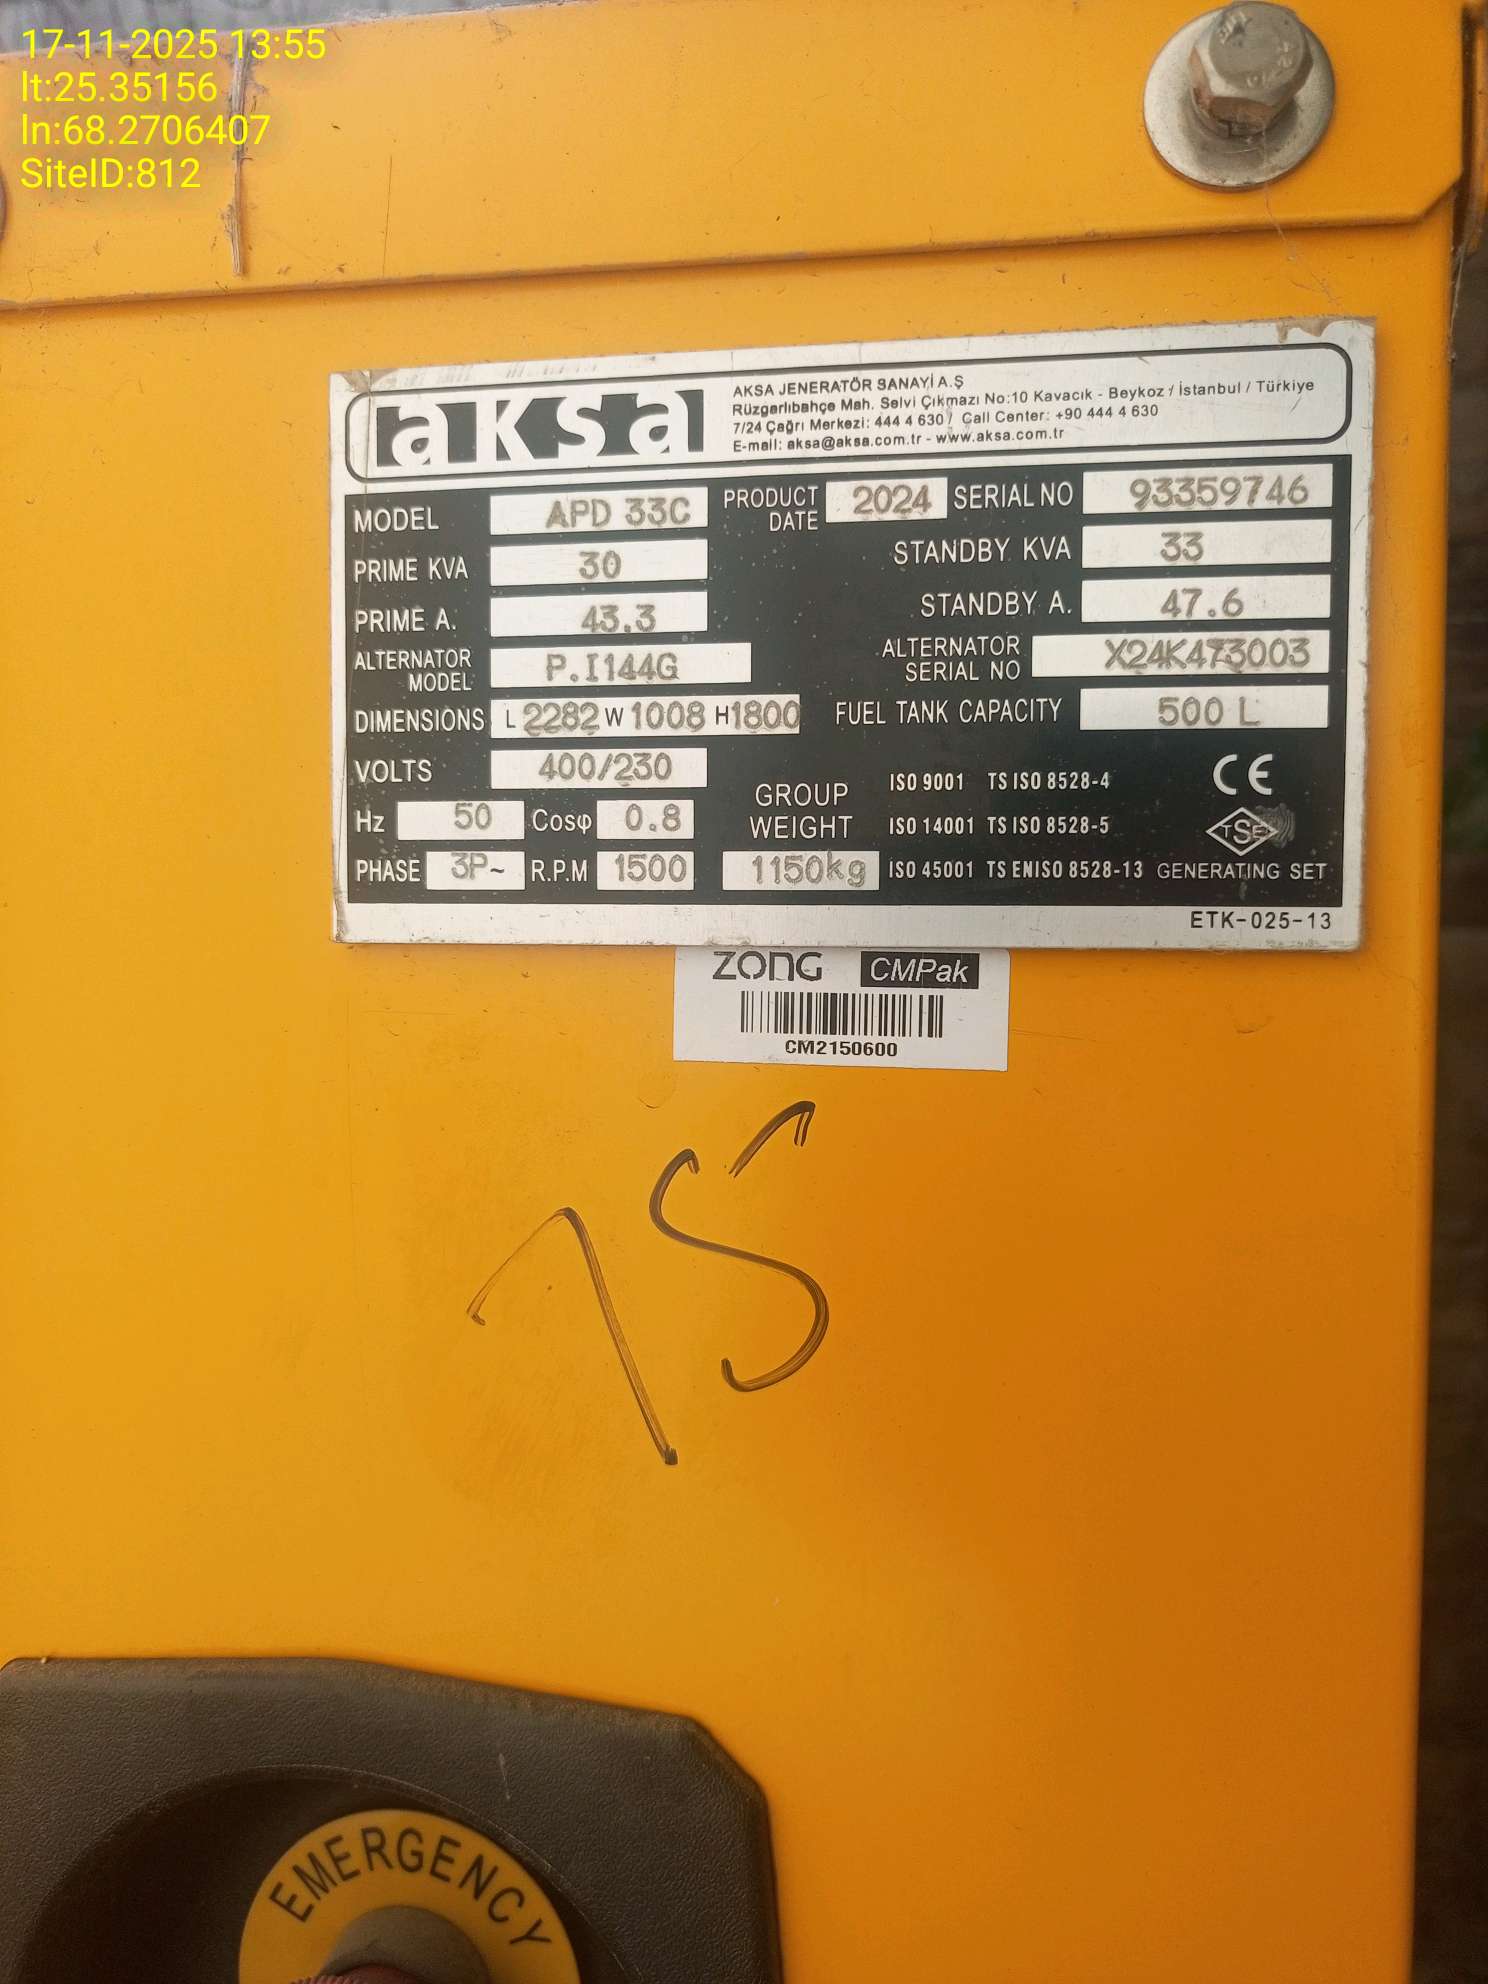 17-11-2025 13:55
lt:25.35156
ln:68.2706407
SiteID:812
aksa
AKSA JENERATÖR SANAYİ A.Ş
Rüzgarlıbahçe Mah. Selvi Çıkmazı No:10 Kavacık - Beykoz / İstanbul / Türkiye
7/24 Çağrı Merkezi: 444 4 630 / Call Center: +90 444 4 630
E-mail: aksa@aksa.com.tr - www.aksa.com.tr
MODEL APD 33C PRODUCT DATE 2024 SERIAL NO 93359746
PRIME KVA 30 STANDBY KVA 33
PRIME A. 43.3 STANDBY A. 47.6
ALTERNATOR MODEL P.I144G ALTERNATOR SERIAL NO X24K473003
DIMENSIONS L 2282 W 1008 H 1800 FUEL TANK CAPACITY 500 L
VOLTS 400/230 GROUP WEIGHT ISO 9001 TS ISO 8528-4 CE
Hz 50 Cosφ 0.8 ISO 14001 TS ISO 8528-5 TSE
PHASE 3P~ R.P.M 1500 1150kg ISO 45001 TS EN ISO 8528-13 GENERATING SET
ETK-025-13
ZONG CMPak
CM2150600
75
EMERGENCY